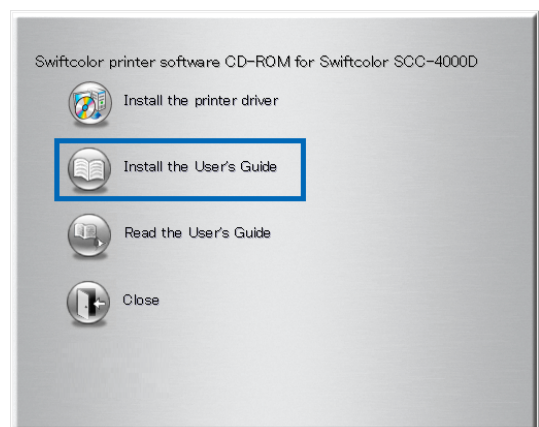 Swiftcolor printer software CD-ROM for Swiftcolor SCC-4000D
Install the printer driver
Install the User's Guide
Read the User's Guide
Close